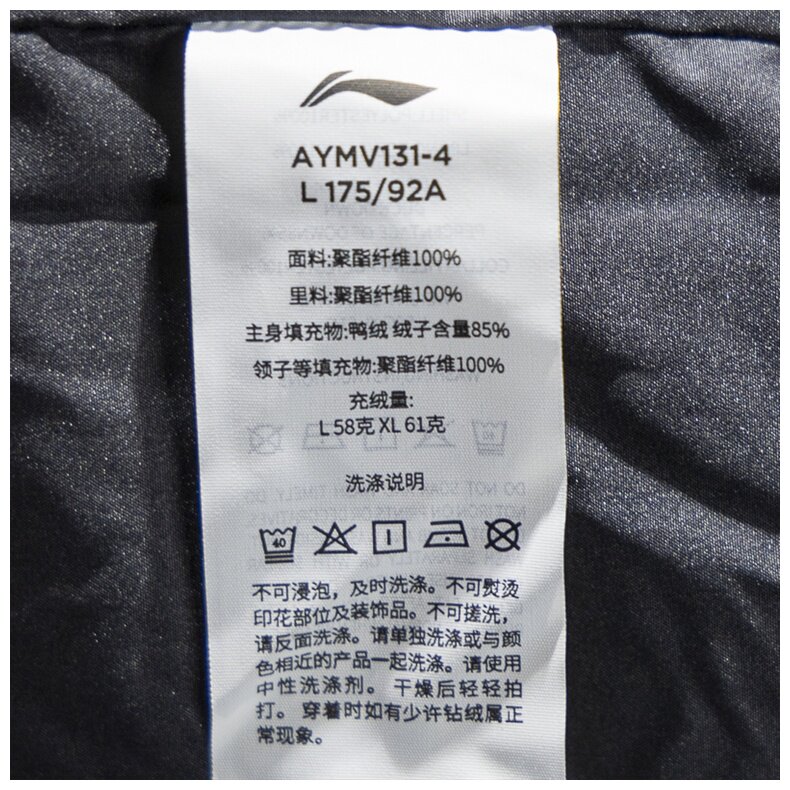 AYMV131-4
L 175/92A
面料:聚酯纤维100%
里料:聚酯纤维100%
主身填充物:鸭绒 绒子含量85%
领子等填充物:聚酯纤维100%
充绒量:
L 58克 XL 61克
洗涤说明
40
不可浸泡，及时洗涤。不可熨烫
印花部位及装饰品。不可搓洗，
请反面洗涤。请单独洗涤或与颜
色相近的产品一起洗涤。请使用
中性洗涤剂。 干燥后轻轻拍
打。 穿着时如有少许钻绒属正
常现象。